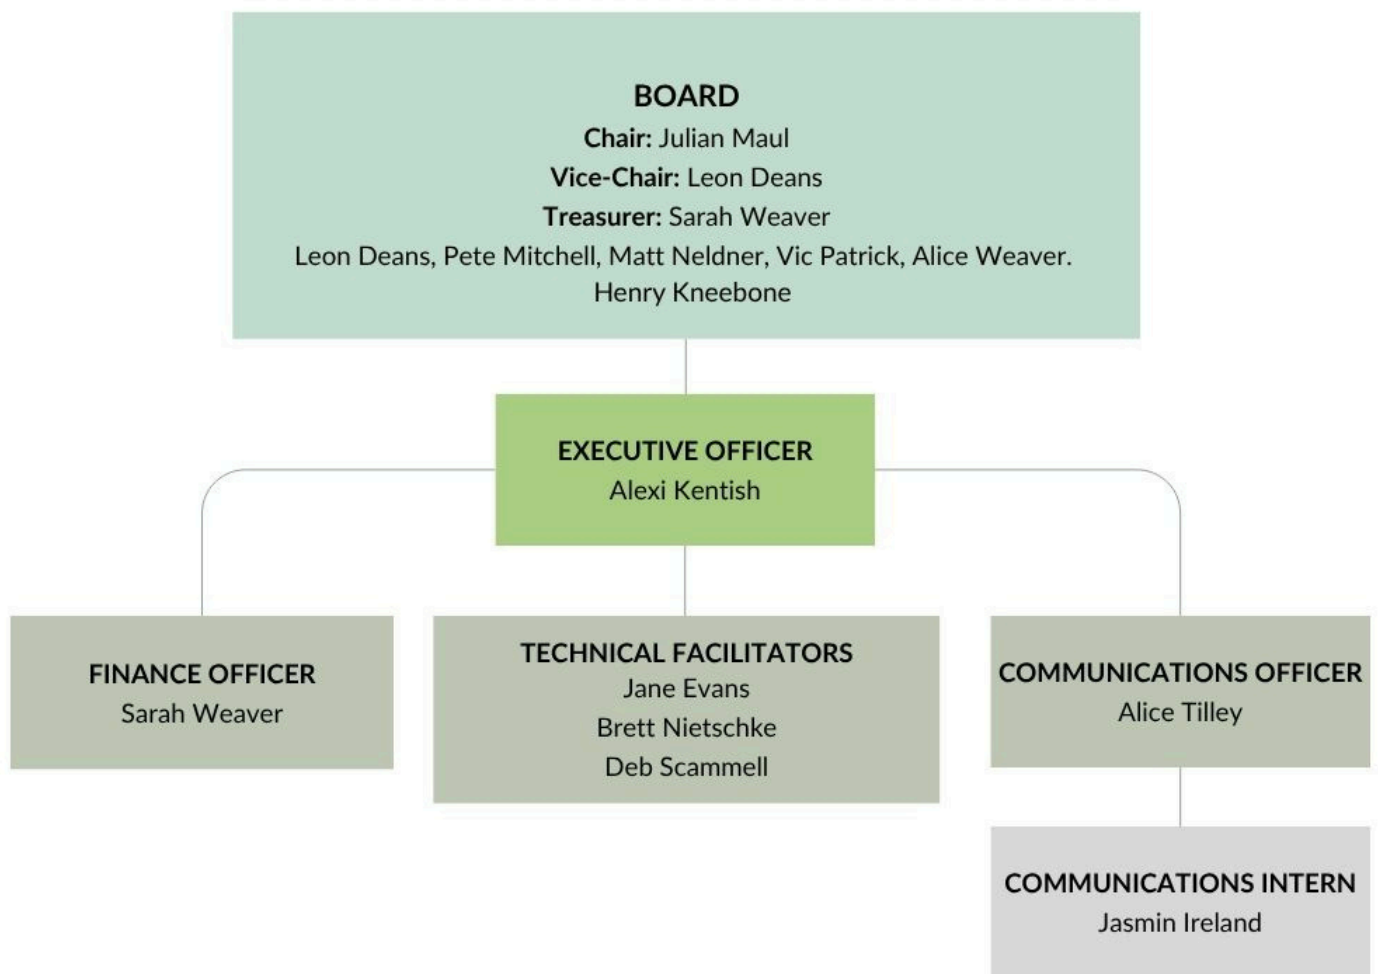 BOARD
Chair: Julian Maul
Vice-Chair: Leon Deans
Treasurer: Sarah Weaver
Leon Deans, Pete Mitchell, Matt Neldner, Vic Patrick, Alice Weaver.
Henry Kneebone
EXECUTIVE OFFICER
Alexi Kentish
FINANCE OFFICER
Sarah Weaver
TECHNICAL FACILITATORS
Jane Evans
Brett Nietschke
Deb Scammell
COMMUNICATIONS OFFICER
Alice Tilley
COMMUNICATIONS INTERN
Jasmin Ireland